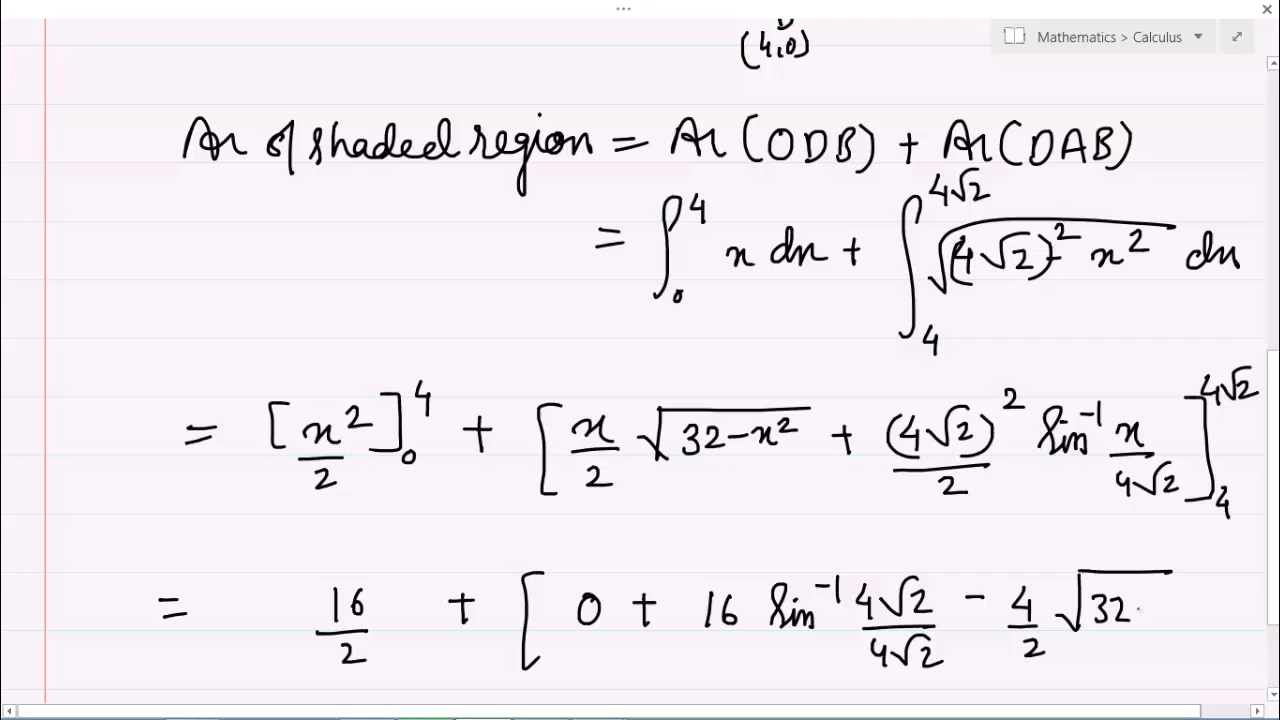 ...
(4,0)
Mathematics > Calculus
Ar of shaded region = Ar (ODB) + Ar (DAB)
= ∫₀⁴ x dx + ∫₄^{4√2} √((4√2)² - x²) dx
= [x²/2]₀⁴ + [x/2 √(32-x²) + (4√2)²/2 sin⁻¹ x/4√2]₄^{4√2}
= 16/2 + [0 + 16 sin⁻¹ 4√2/4√2 - 4/2 √32